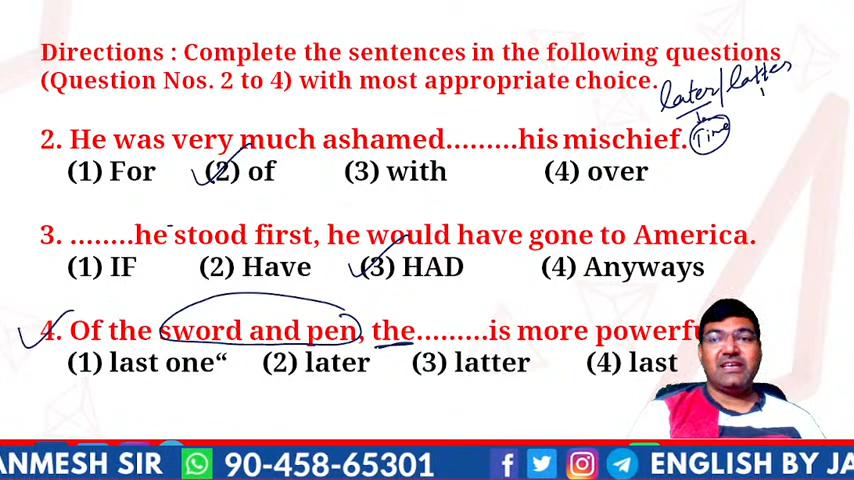 Directions : Complete the sentences in the following questions
(Question Nos. 2 to 4) with most appropriate choice.
later/latter
Time
2. He was very much ashamed.........his mischief.
(1) For (2) of (3) with (4) over
3. ........he stood first, he would have gone to America.
(1) IF (2) Have (3) HAD (4) Anyways
4. Of the sword and pen, the.........is more powerfu
(1) last one“ (2) later (3) latter (4) last
ANMESH SIR 90-458-65301 ENGLISH BY JA